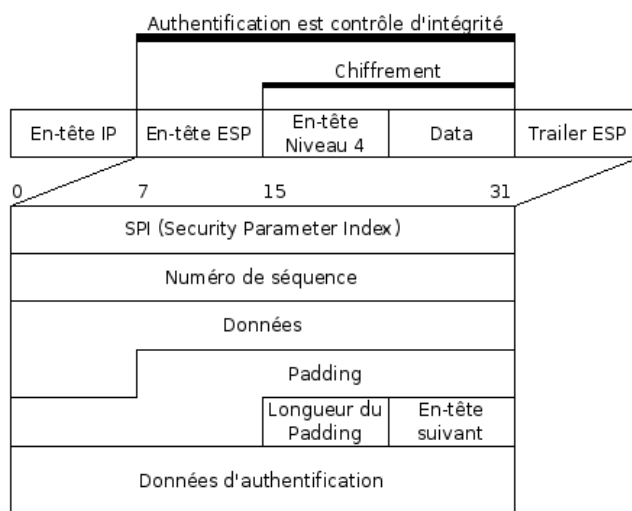 Authentification est contrôle d'intégrité
Chiffrement
En-tête IP
En-tête ESP
En-tête
Niveau 4
Data
Trailer ESP
0 7 15 31
SPI (Security Parameter Index)
Numéro de séquence
Données
Padding
Longueur du
Padding
En-tête
suivant
Données d'authentification